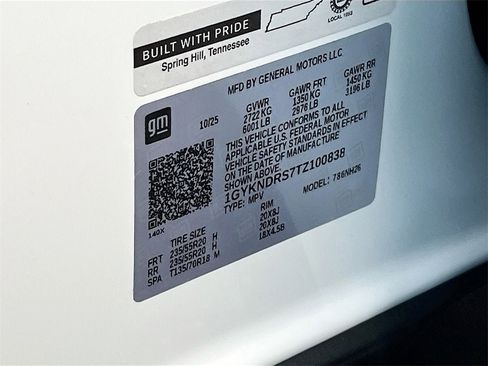 BUILT WITH PRIDE
Spring Hill, Tennessee
LOCAL 1853
MFD BY GENERAL MOTORS LLC
gm
10/25
GVWR GAWR FRT GAWR RR
2722 KG 1350 KG 1450 KG
6001 LB 2976 LB 3196 LB
THIS VEHICLE CONFORMS TO ALL
APPLICABLE U.S. FEDERAL MOTOR
VEHICLE SAFETY STANDARDS IN EFFECT
ON THE DATE OF MANUFACTURE
SHOWN ABOVE.
1GYKNDRS7TZ100838
TYPE: MPV MODEL: 786NH26
140X
TIRE SIZE RIM
FRT 235/55R20 H 20X8J
RR 235/55R20 H 20X8J
SPA T135/70R18 M 18X4.5B